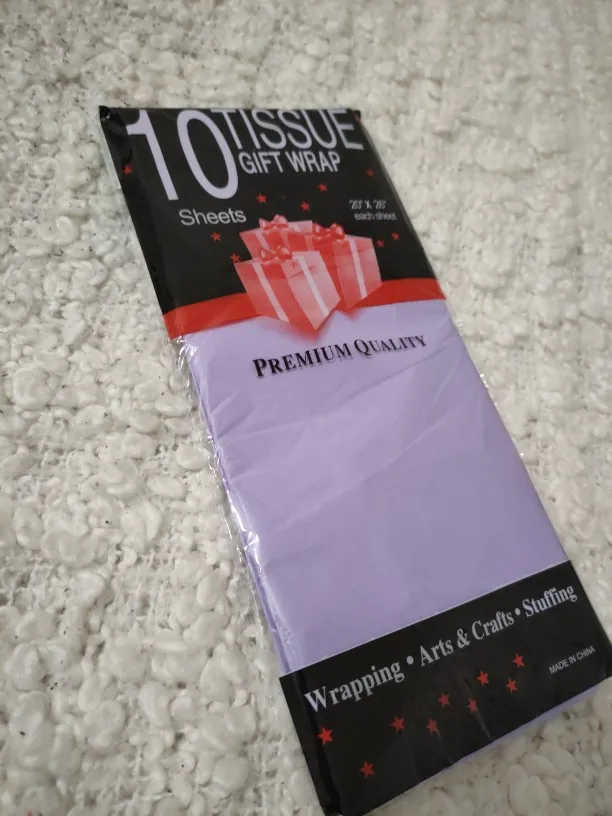 10 TISSUE
GIFT WRAP
Sheets
20" X 26"
each sheet
PREMIUM QUALITY
Wrapping • Arts & Crafts • Stuffing
MADE IN CHINA